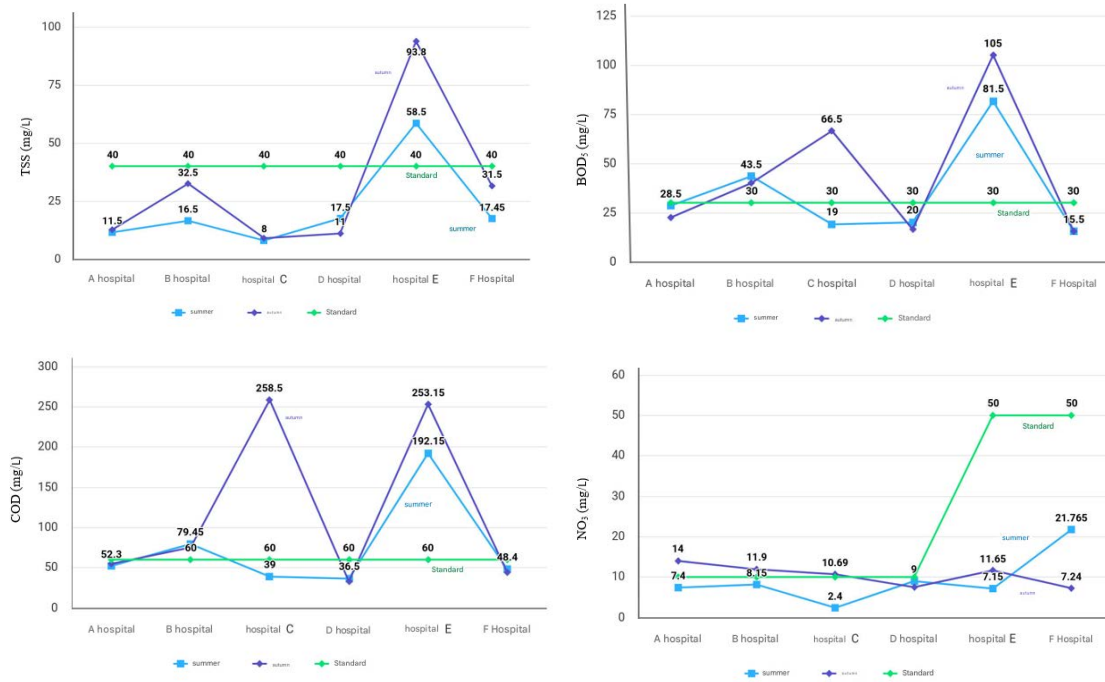 TSS (mg/L)
100
75
50
25
0
40 40 40 40 40 40
11.5 32.5 16.5 8 17.5 11 93.8 58.5 31.5 17.45
autumn
Standard
summer
A hospital B hospital hospital C D hospital hospital E F Hospital
summer autumn Standard
BOD5 (mg/L)
125
100
75
50
25
0
28.5 43.5 30 66.5 30 19 30 20 105 81.5 30 30 15.5
autumn
summer
Standard
A hospital B hospital C hospital D hospital hospital E F Hospital
summer autumn Standard
COD (mg/L)
300
250
200
150
100
50
0
52.3 79.45 60 258.5 60 39 60 36.5 253.15 192.15 60 48.4
autumn
summer
Standard
A hospital B hospital hospital C D hospital hospital E F Hospital
summer autumn Standard
NO3 (mg/L)
60
50
40
30
20
10
0
14 7.4 11.9 8.15 10.69 2.4 9 50 11.65 7.15 50 21.765 7.24
Standard
summer
autumn
A hospital B hospital hospital C D hospital hospital E F Hospital
summer autumn Standard